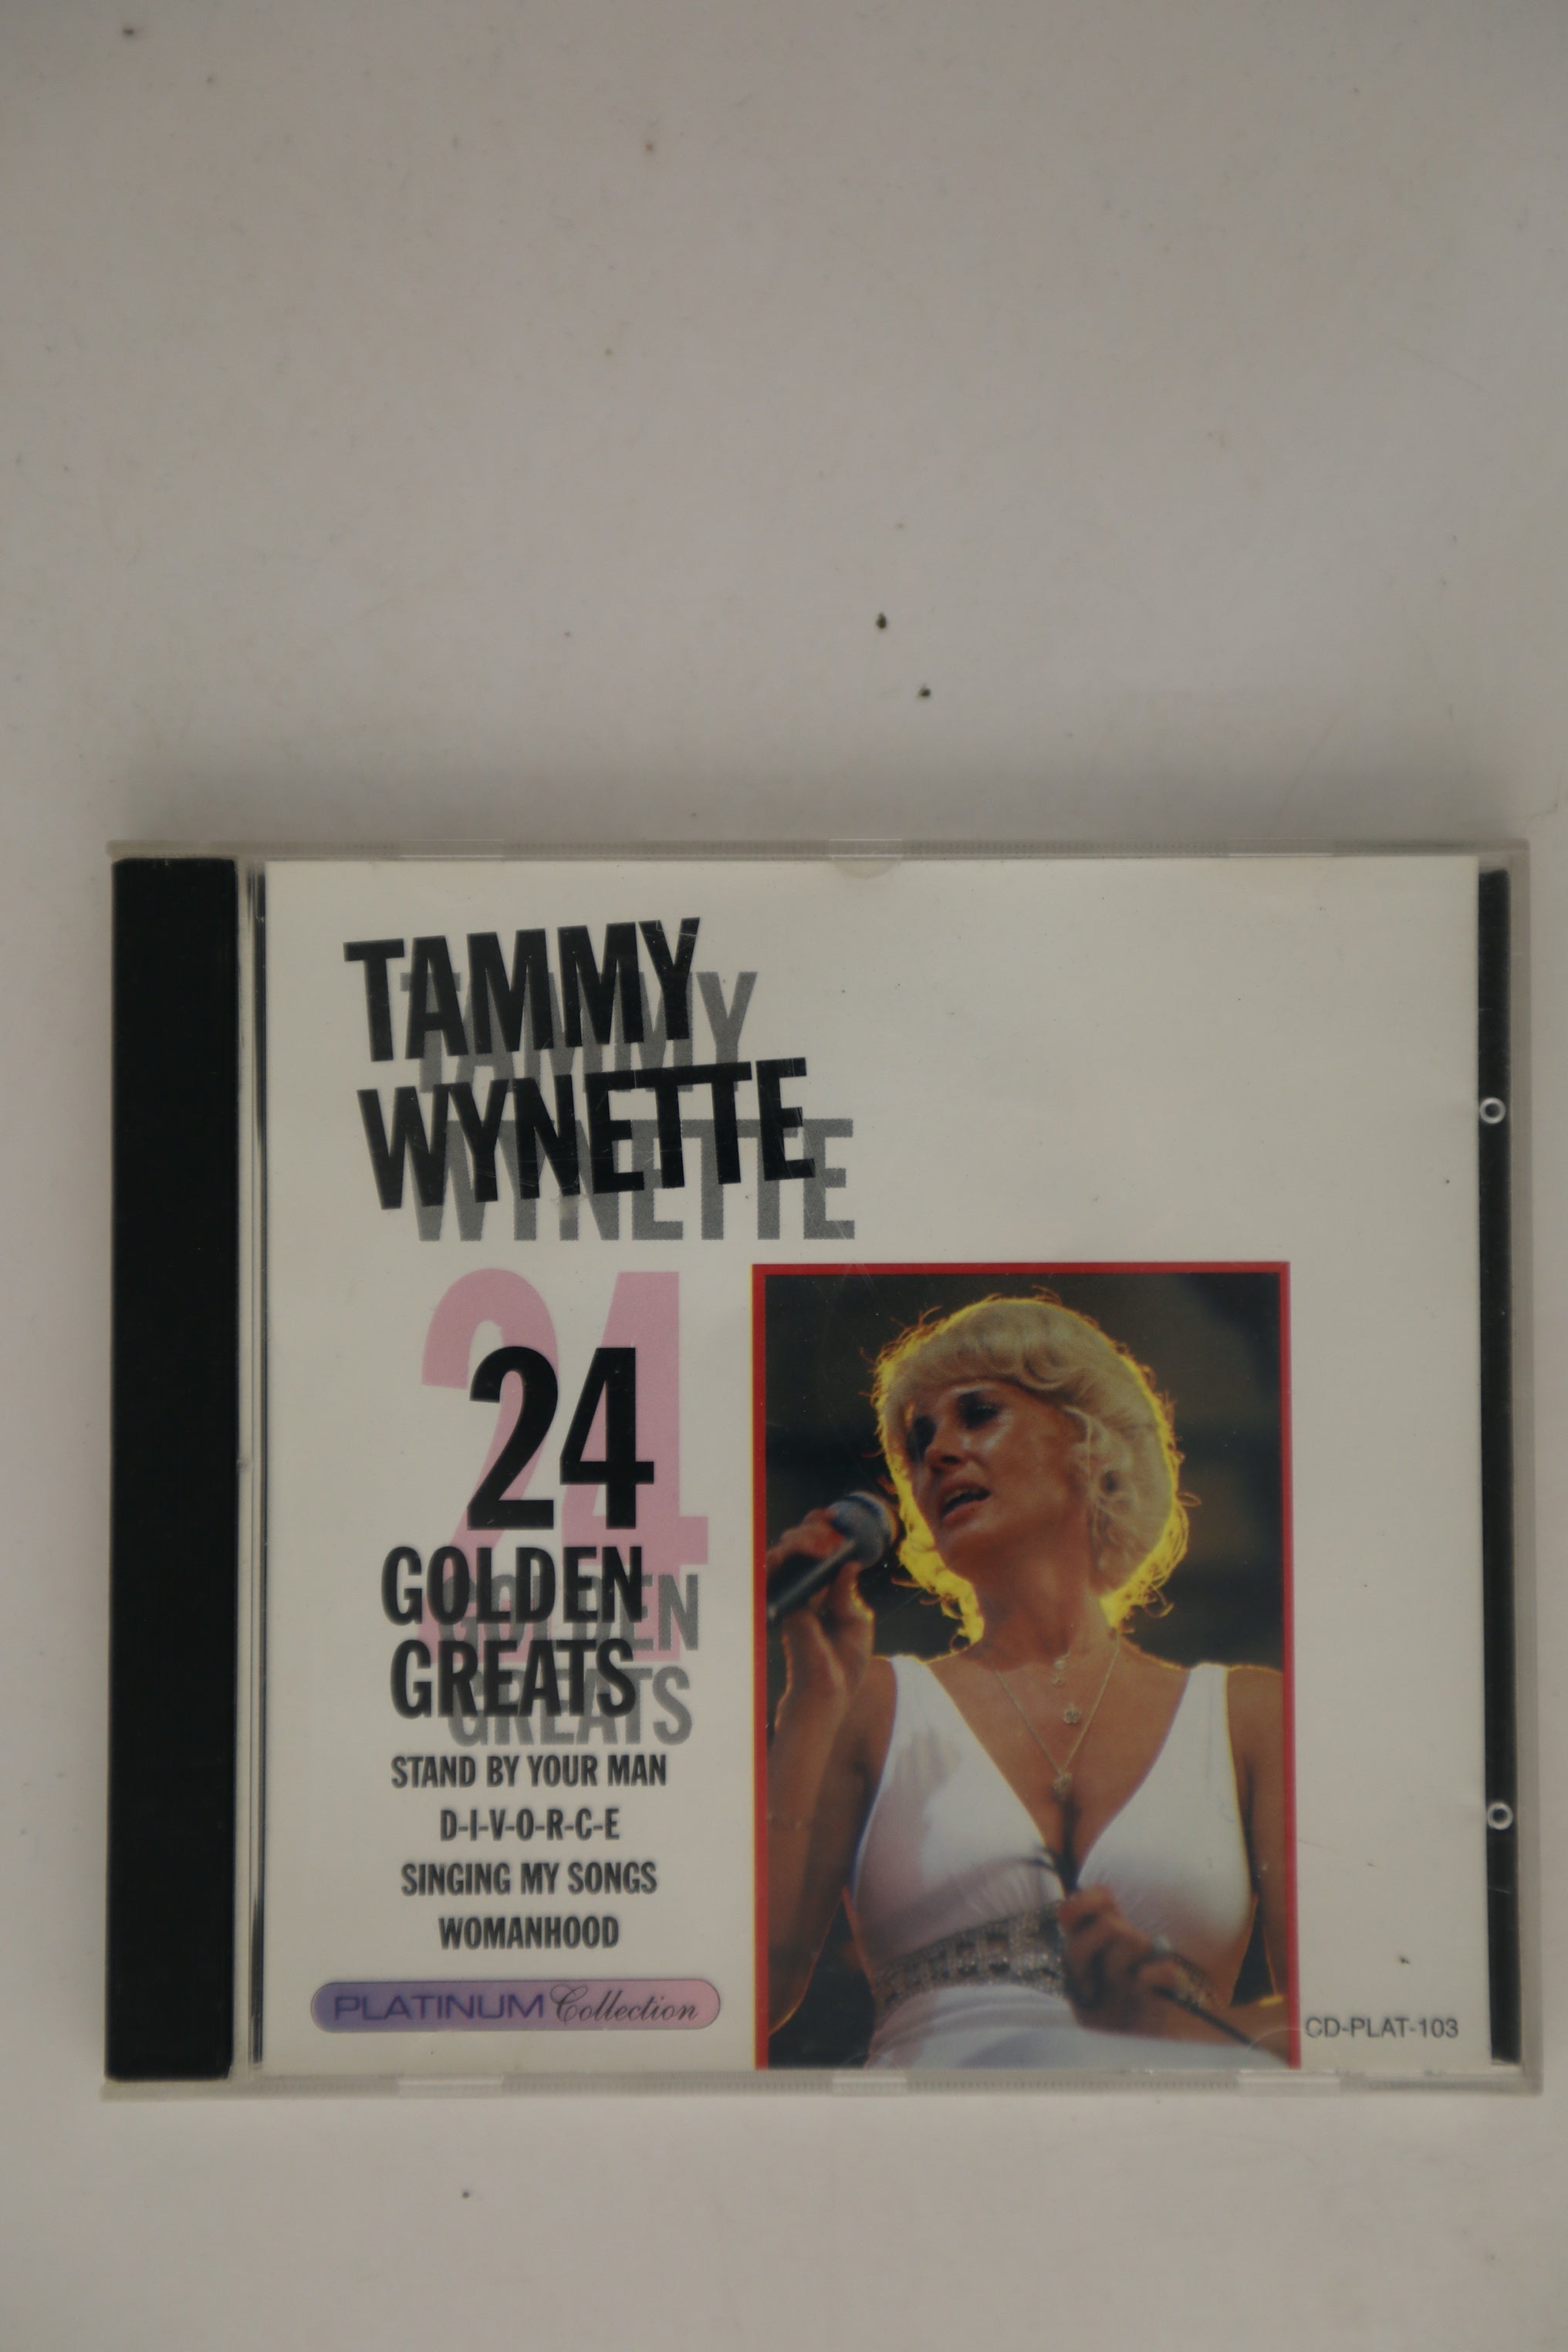 TAMMY
WYNETTE
24
GOLDEN
GREATS
STAND BY YOUR MAN
D-I-V-O-R-C-E
SINGING MY SONGS
WOMANHOOD
PLATINUM Collection
CD-PLAT-103